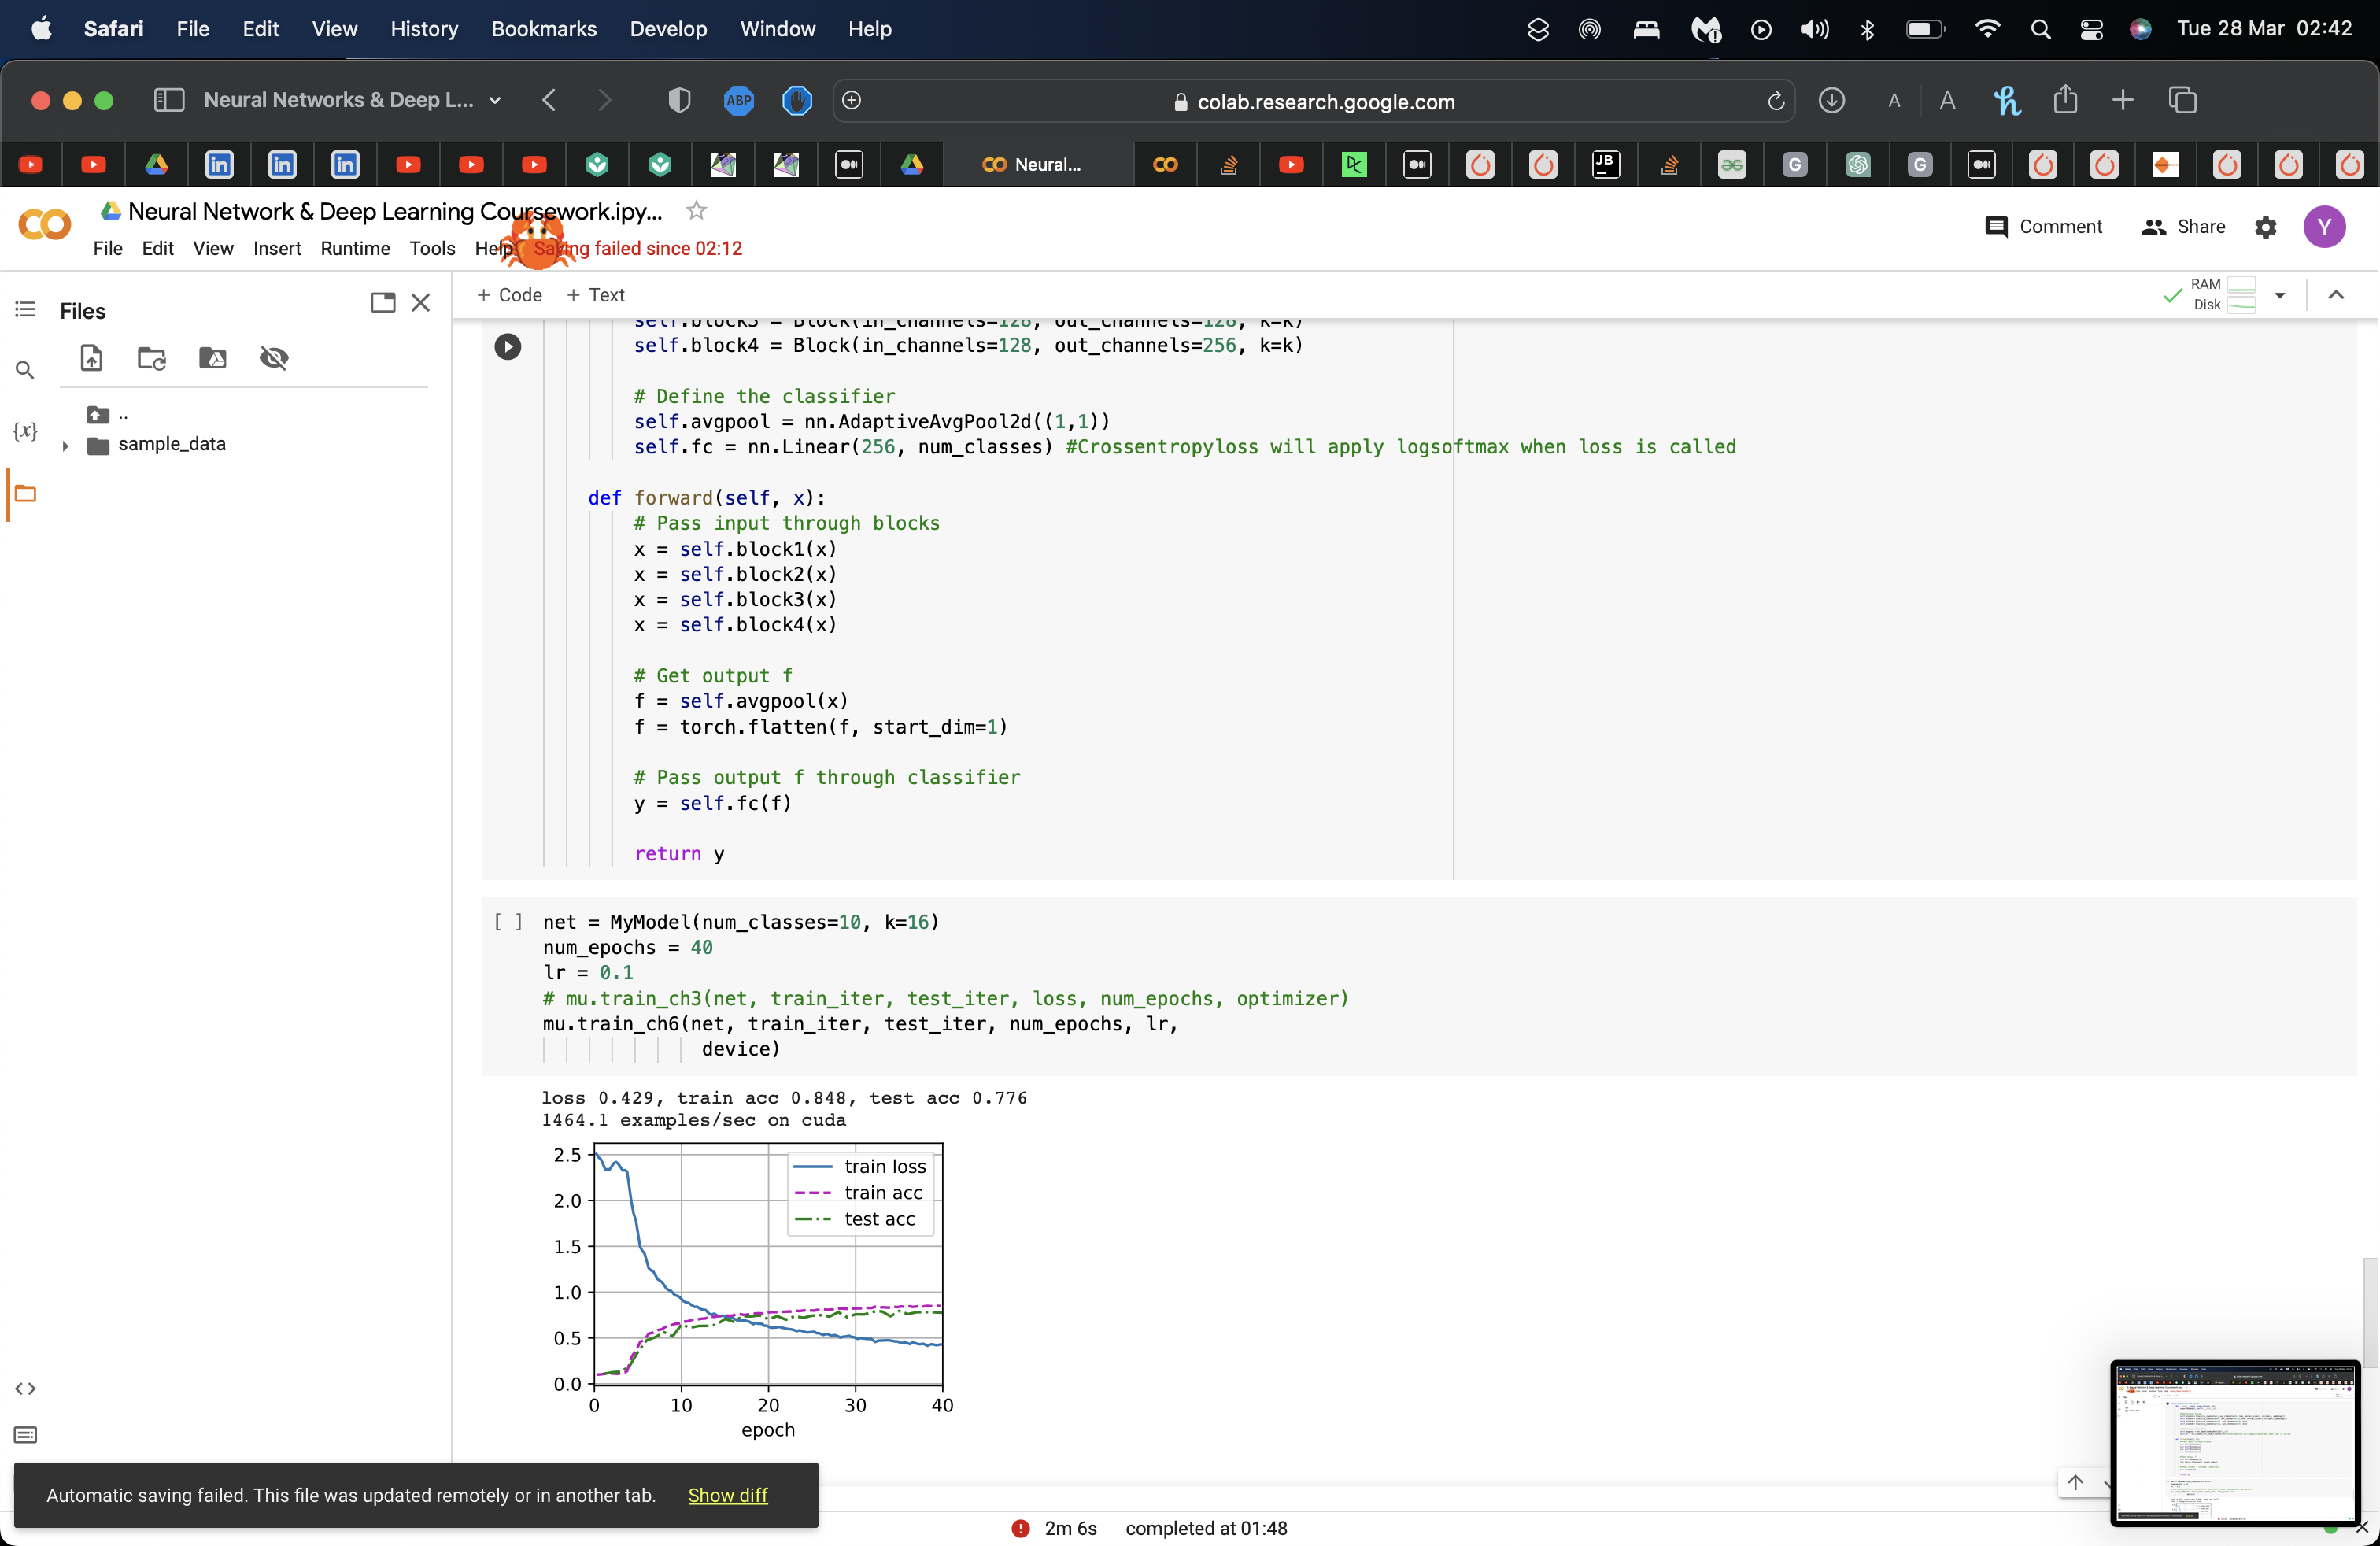 Safari File Edit View History Bookmarks Develop Window Help Tue 28 Mar 02:42
Neural Networks & Deep L... ABP colab.research.google.com A A
Neural... JB G G
Neural Network & Deep Learning Coursework.ipy...
Comment Share Y
File Edit View Insert Runtime Tools Help Saving failed since 02:12
Files
+ Code + Text
RAM
Disk
..
sample_data
{x}
self.block3 = Block(in_channels=128, out_channels=128, k=k)
self.block4 = Block(in_channels=128, out_channels=256, k=k)
# Define the classifier
self.avgpool = nn.AdaptiveAvgPool2d((1,1))
self.fc = nn.Linear(256, num_classes) #Crossentropyloss will apply logsoftmax when loss is called
def forward(self, x):
# Pass input through blocks
x = self.block1(x)
x = self.block2(x)
x = self.block3(x)
x = self.block4(x)
# Get output f
f = self.avgpool(x)
f = torch.flatten(f, start_dim=1)
# Pass output f through classifier
y = self.fc(f)
return y
[ ] net = MyModel(num_classes=10, k=16)
num_epochs = 40
lr = 0.1
# mu.train_ch3(net, train_iter, test_iter, loss, num_epochs, optimizer)
mu.train_ch6(net, train_iter, test_iter, num_epochs, lr,
device)
loss 0.429, train acc 0.848, test acc 0.776
1464.1 examples/sec on cuda
2.5
2.0
1.5
1.0
0.5
0.0
train loss
train acc
test acc
0 10 20 30 40
epoch
Automatic saving failed. This file was updated remotely or in another tab. Show diff
2m 6s completed at 01:48